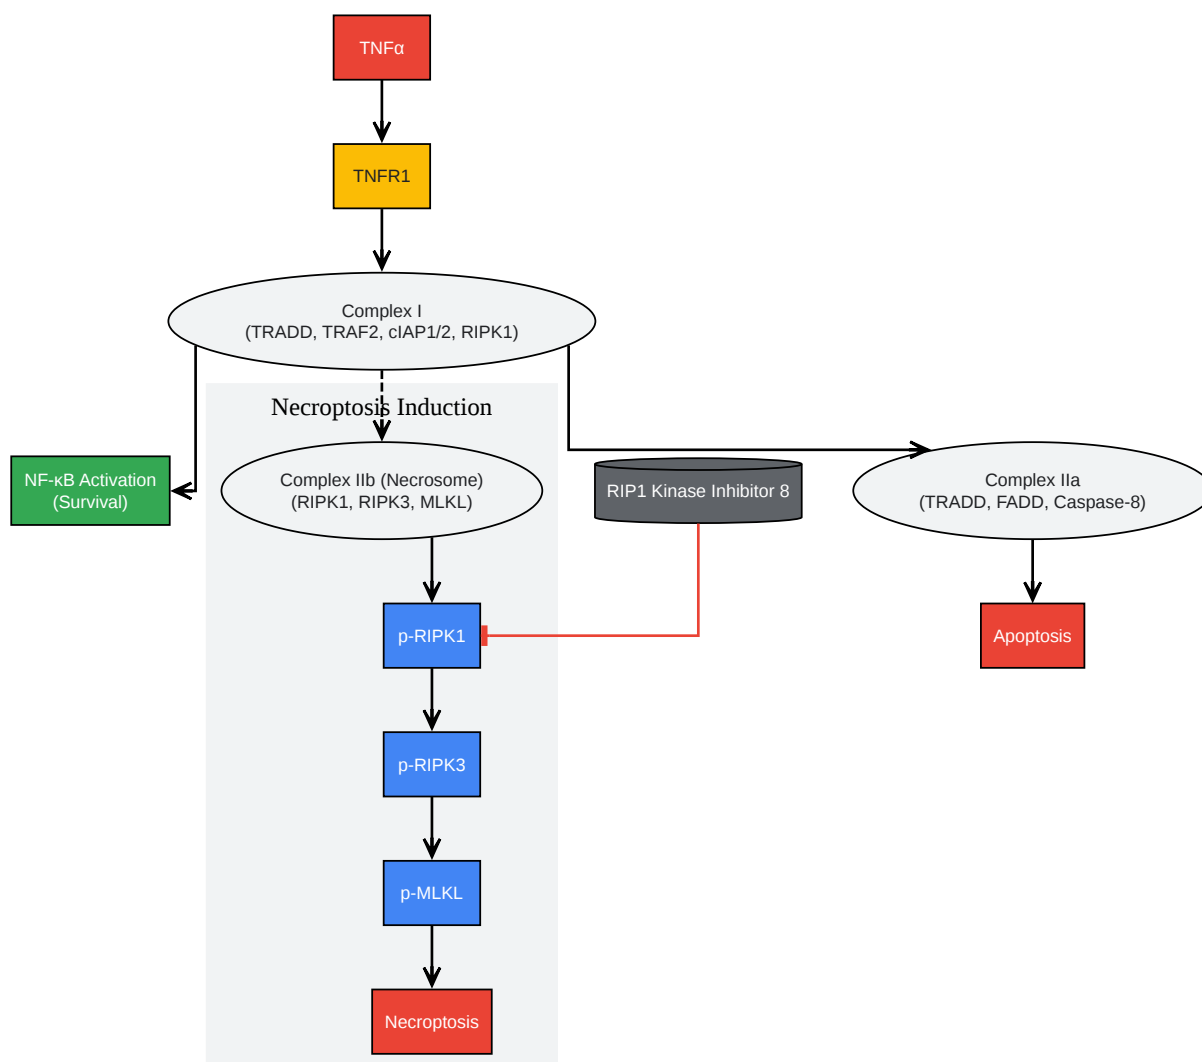 TNFα
TNFR1
Complex I
(TRADD, TRAF2, cIAP1/2, RIPK1)
Necroptosis Induction
NF-κB Activation
(Survival)
Complex IIb (Necrosome)
(RIPK1, RIPK3, MLKL)
RIP1 Kinase Inhibitor 8
Complex IIa
(TRADD, FADD, Caspase-8)
p-RIPK1
Apoptosis
p-RIPK3
p-MLKL
Necroptosis